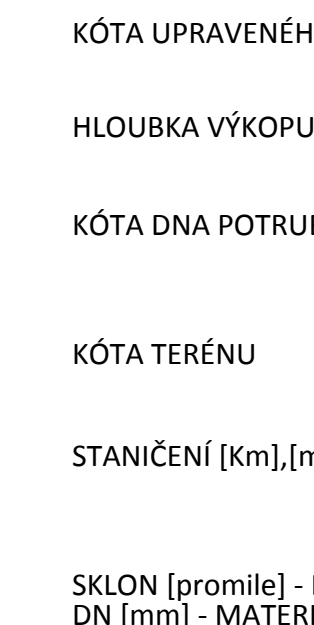 KÓTA UPRAVENÉH
HLOUBKA VÝKOPU
KÓTA DNA POTRU
KÓTA TERÉNU
STANIČENÍ [Km],[m
SKLON [promile] -
DN [mm] - MATER